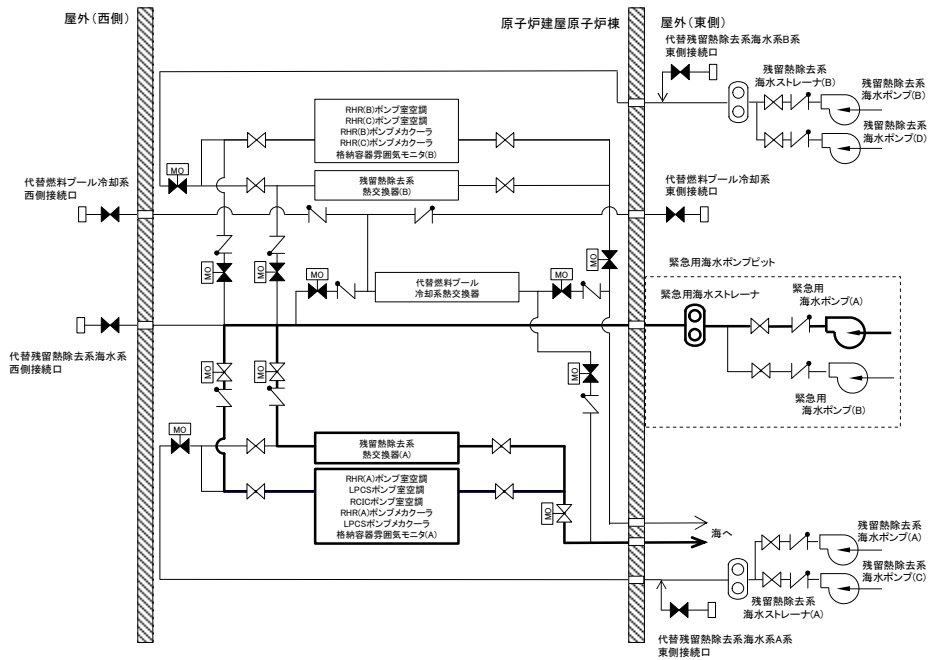 屋外(西側)
原子炉建屋原子炉棟
屋外(東側)
代替残留熱除去系海水系B系
東側接続口
残留熱除去系
海水ストレーナ(B)
残留熱除去系
海水ポンプ(B)
残留熱除去系
海水ポンプ(D)
RHR(B)ポンプ室空調
RHR(C)ポンプ室空調
RHR(B)ポンプメカクーラ
RHR(C)ポンプメカクーラ
格納容器雰囲気モニタ(B)
MO
残留熱除去系
熱交換器(B)
代替燃料プール冷却系
西側接続口
代替燃料プール冷却系
東側接続口
MO
MO
MO
MO
代替燃料プール
冷却系熱交換器
MO
緊急用海水ポンプピット
緊急用海水ストレーナ
緊急用
海水ポンプ(A)
代替残留熱除去系海水系
西側接続口
MO
MO
MO
緊急用
海水ポンプ(B)
MO
残留熱除去系
熱交換器(A)
RHR(A)ポンプ室空調
LPCSポンプ室空調
RCICポンプ室空調
RHR(A)ポンプメカクーラ
LPCSポンプメカクーラ
格納容器雰囲気モニタ(A)
MO
海へ
残留熱除去系
海水ポンプ(A)
残留熱除去系
海水ポンプ(C)
残留熱除去系
海水ストレーナ(A)
代替残留熱除去系海水系A系
東側接続口